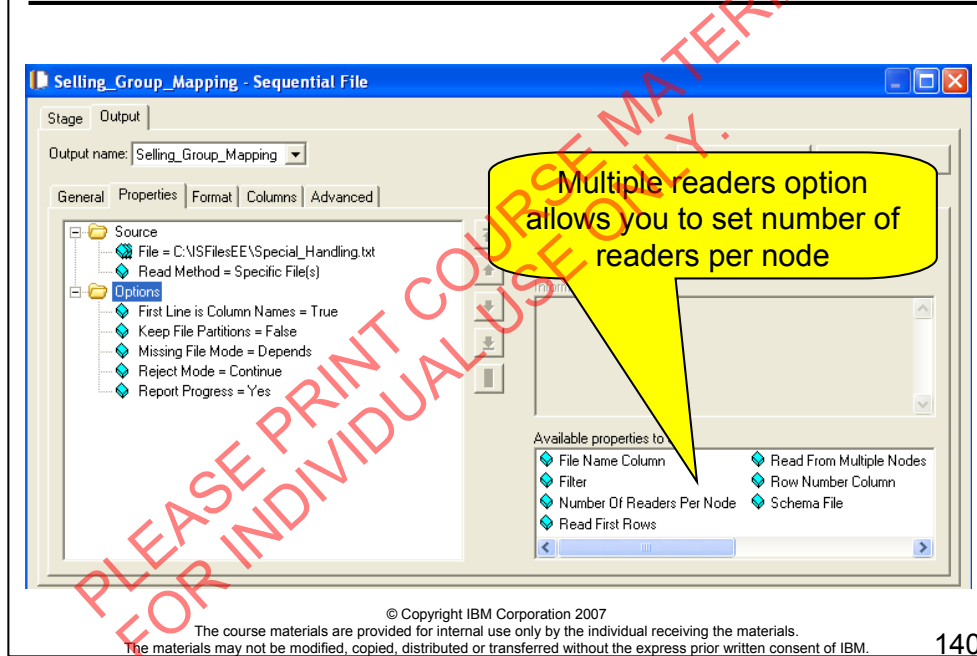 Selling_Group_Mapping - Sequential File
Stage Output
Output name: Selling_Group_Mapping
General Properties Format Columns Advanced
Source
File = C:\ISFilesEE\Special_Handling.txt
Read Method = Specific File(s)
Options
First Line is Column Names = True
Keep File Partitions = False
Missing File Mode = Depends
Reject Mode = Continue
Report Progress = Yes
Multiple readers option
allows you to set number of
readers per node
Available properties to
File Name Column
Filter
Number Of Readers Per Node
Read First Rows
Read From Multiple Nodes
Row Number Column
Schema File
PLEASE PRINT COURSE
FOR INDIVIDUAL USE ONLY.
© Copyright IBM Corporation 2007
The course materials are provided for internal use only by the individual receiving the materials.
The materials may not be modified, copied, distributed or transferred without the express prior written consent of IBM.
140